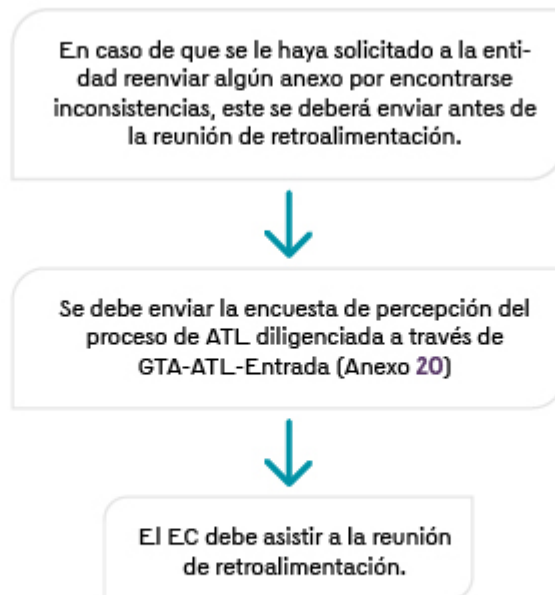 En caso de que se le haya solicitado a la enti-
dad reenviar algún anexo por encontrarse
inconsistencias, este se deberá enviar antes de
la reunión de retroalimentación.
Se debe enviar la encuesta de percepción del
proceso de ATL diligenciada a través de
GTA-ATL-Entrada (Anexo 20)
El EC debe asistir a la reunión
de retroalimentación.